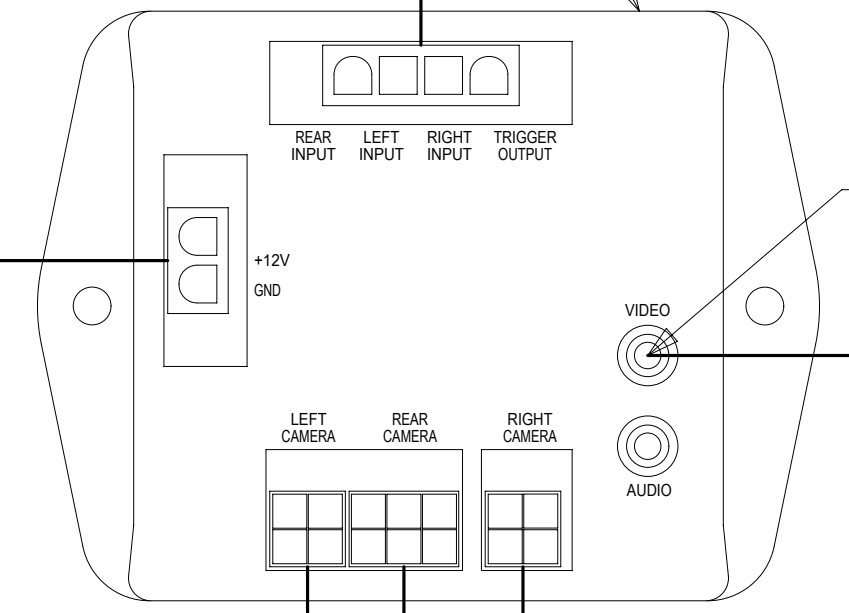 REAR INPUT
LEFT INPUT
RIGHT INPUT
TRIGGER OUTPUT
+12V
GND
VIDEO
LEFT CAMERA
REAR CAMERA
RIGHT CAMERA
AUDIO